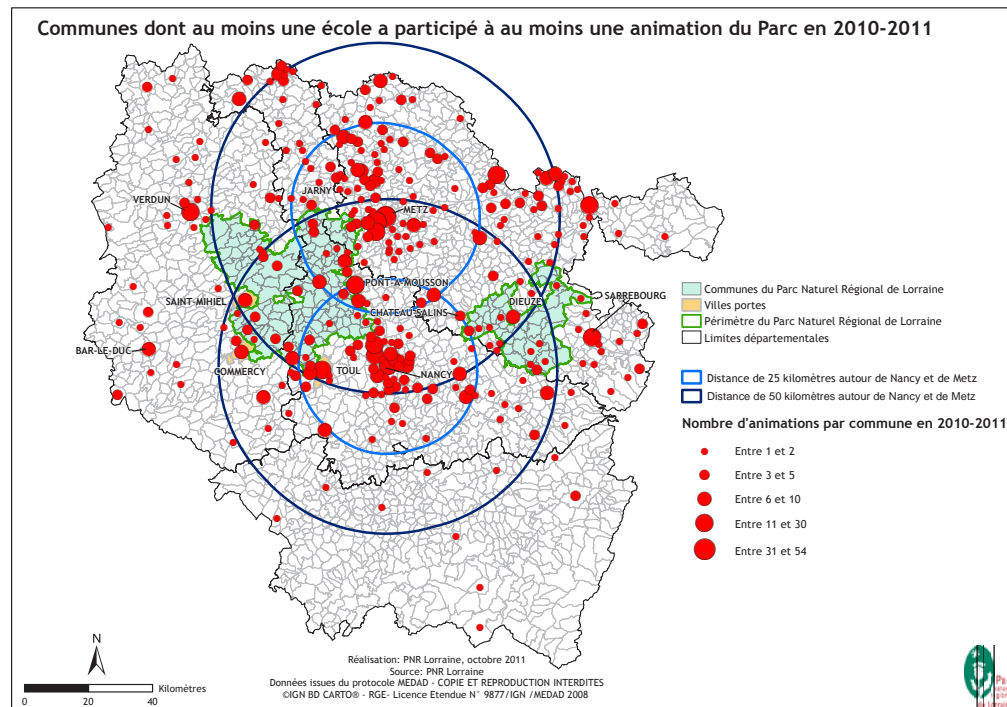 Communes dont au moins une école a participé à au moins une animation du Parc en 2010-2011
VERDUN
JARNY
METZ
PONT-A-MOUSSON
SAINT-MIHIEL
CHATEAU-SALINS
DIEUZE
SARREBOURG
BAR-LE-DUC
COMMERCY
TOUL
NANCY
Communes du Parc Naturel Régional de Lorraine
Villes portes
Périmètre du Parc Naturel Régional de Lorraine
Limites départementales
Distance de 25 kilomètres autour de Nancy et de Metz
Distance de 50 kilomètres autour de Nancy et de Metz
Nombre d'animations par commune en 2010-2011
Entre 1 et 2
Entre 3 et 5
Entre 6 et 10
Entre 11 et 30
Entre 31 et 54
N
Kilomètres
0 20 40
Réalisation: PNR Lorraine, octobre 2011
Source: PNR Lorraine
Données issues du protocole MEDAD - COPIE ET REPRODUCTION INTERDITES
©IGN BD CARTO® - RGE- Licence Etendue N° 9877/IGN /MEDAD 2008